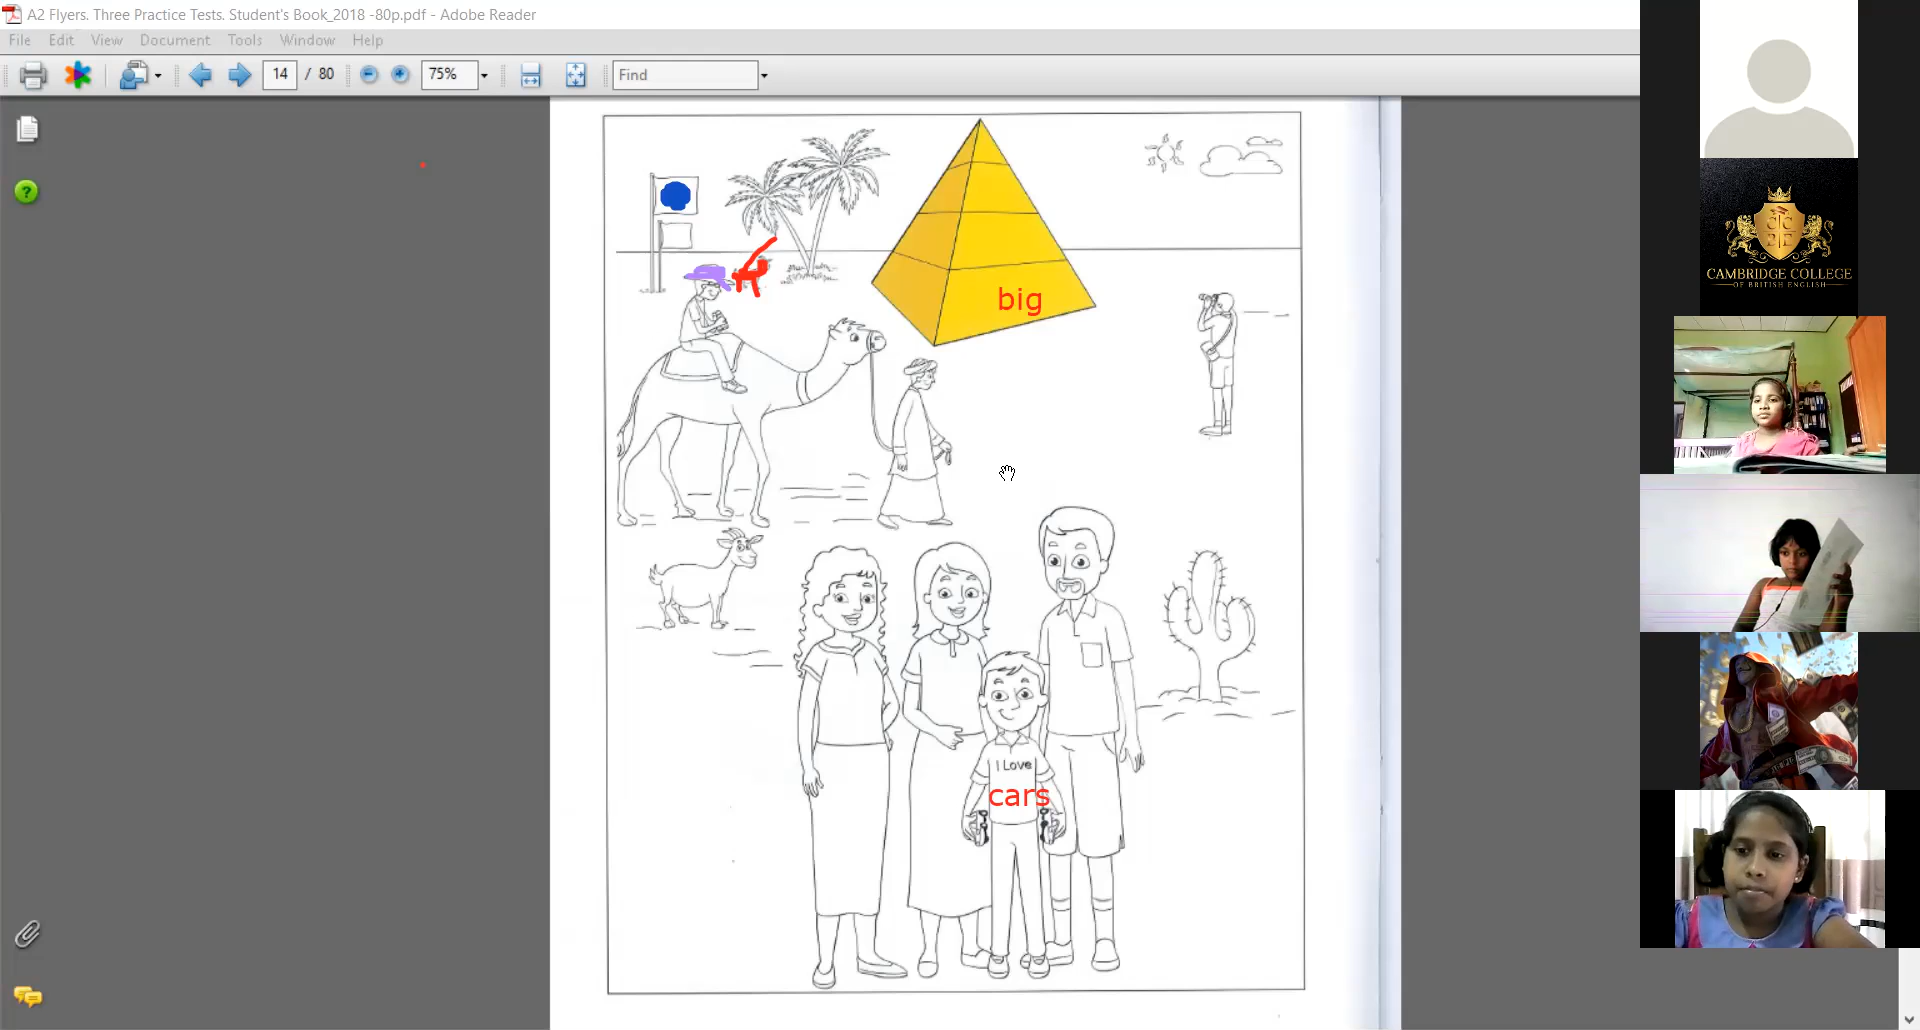 A2 Flyers. Three Practice Tests. Student's Book_2018 -80p.pdf - Adobe Reader
File Edit View Document Tools Window Help
14 / 80 75% Find
big
I Love
cars
CAMBRIDGE COLLEGE
OF BRITISH ENGLISH